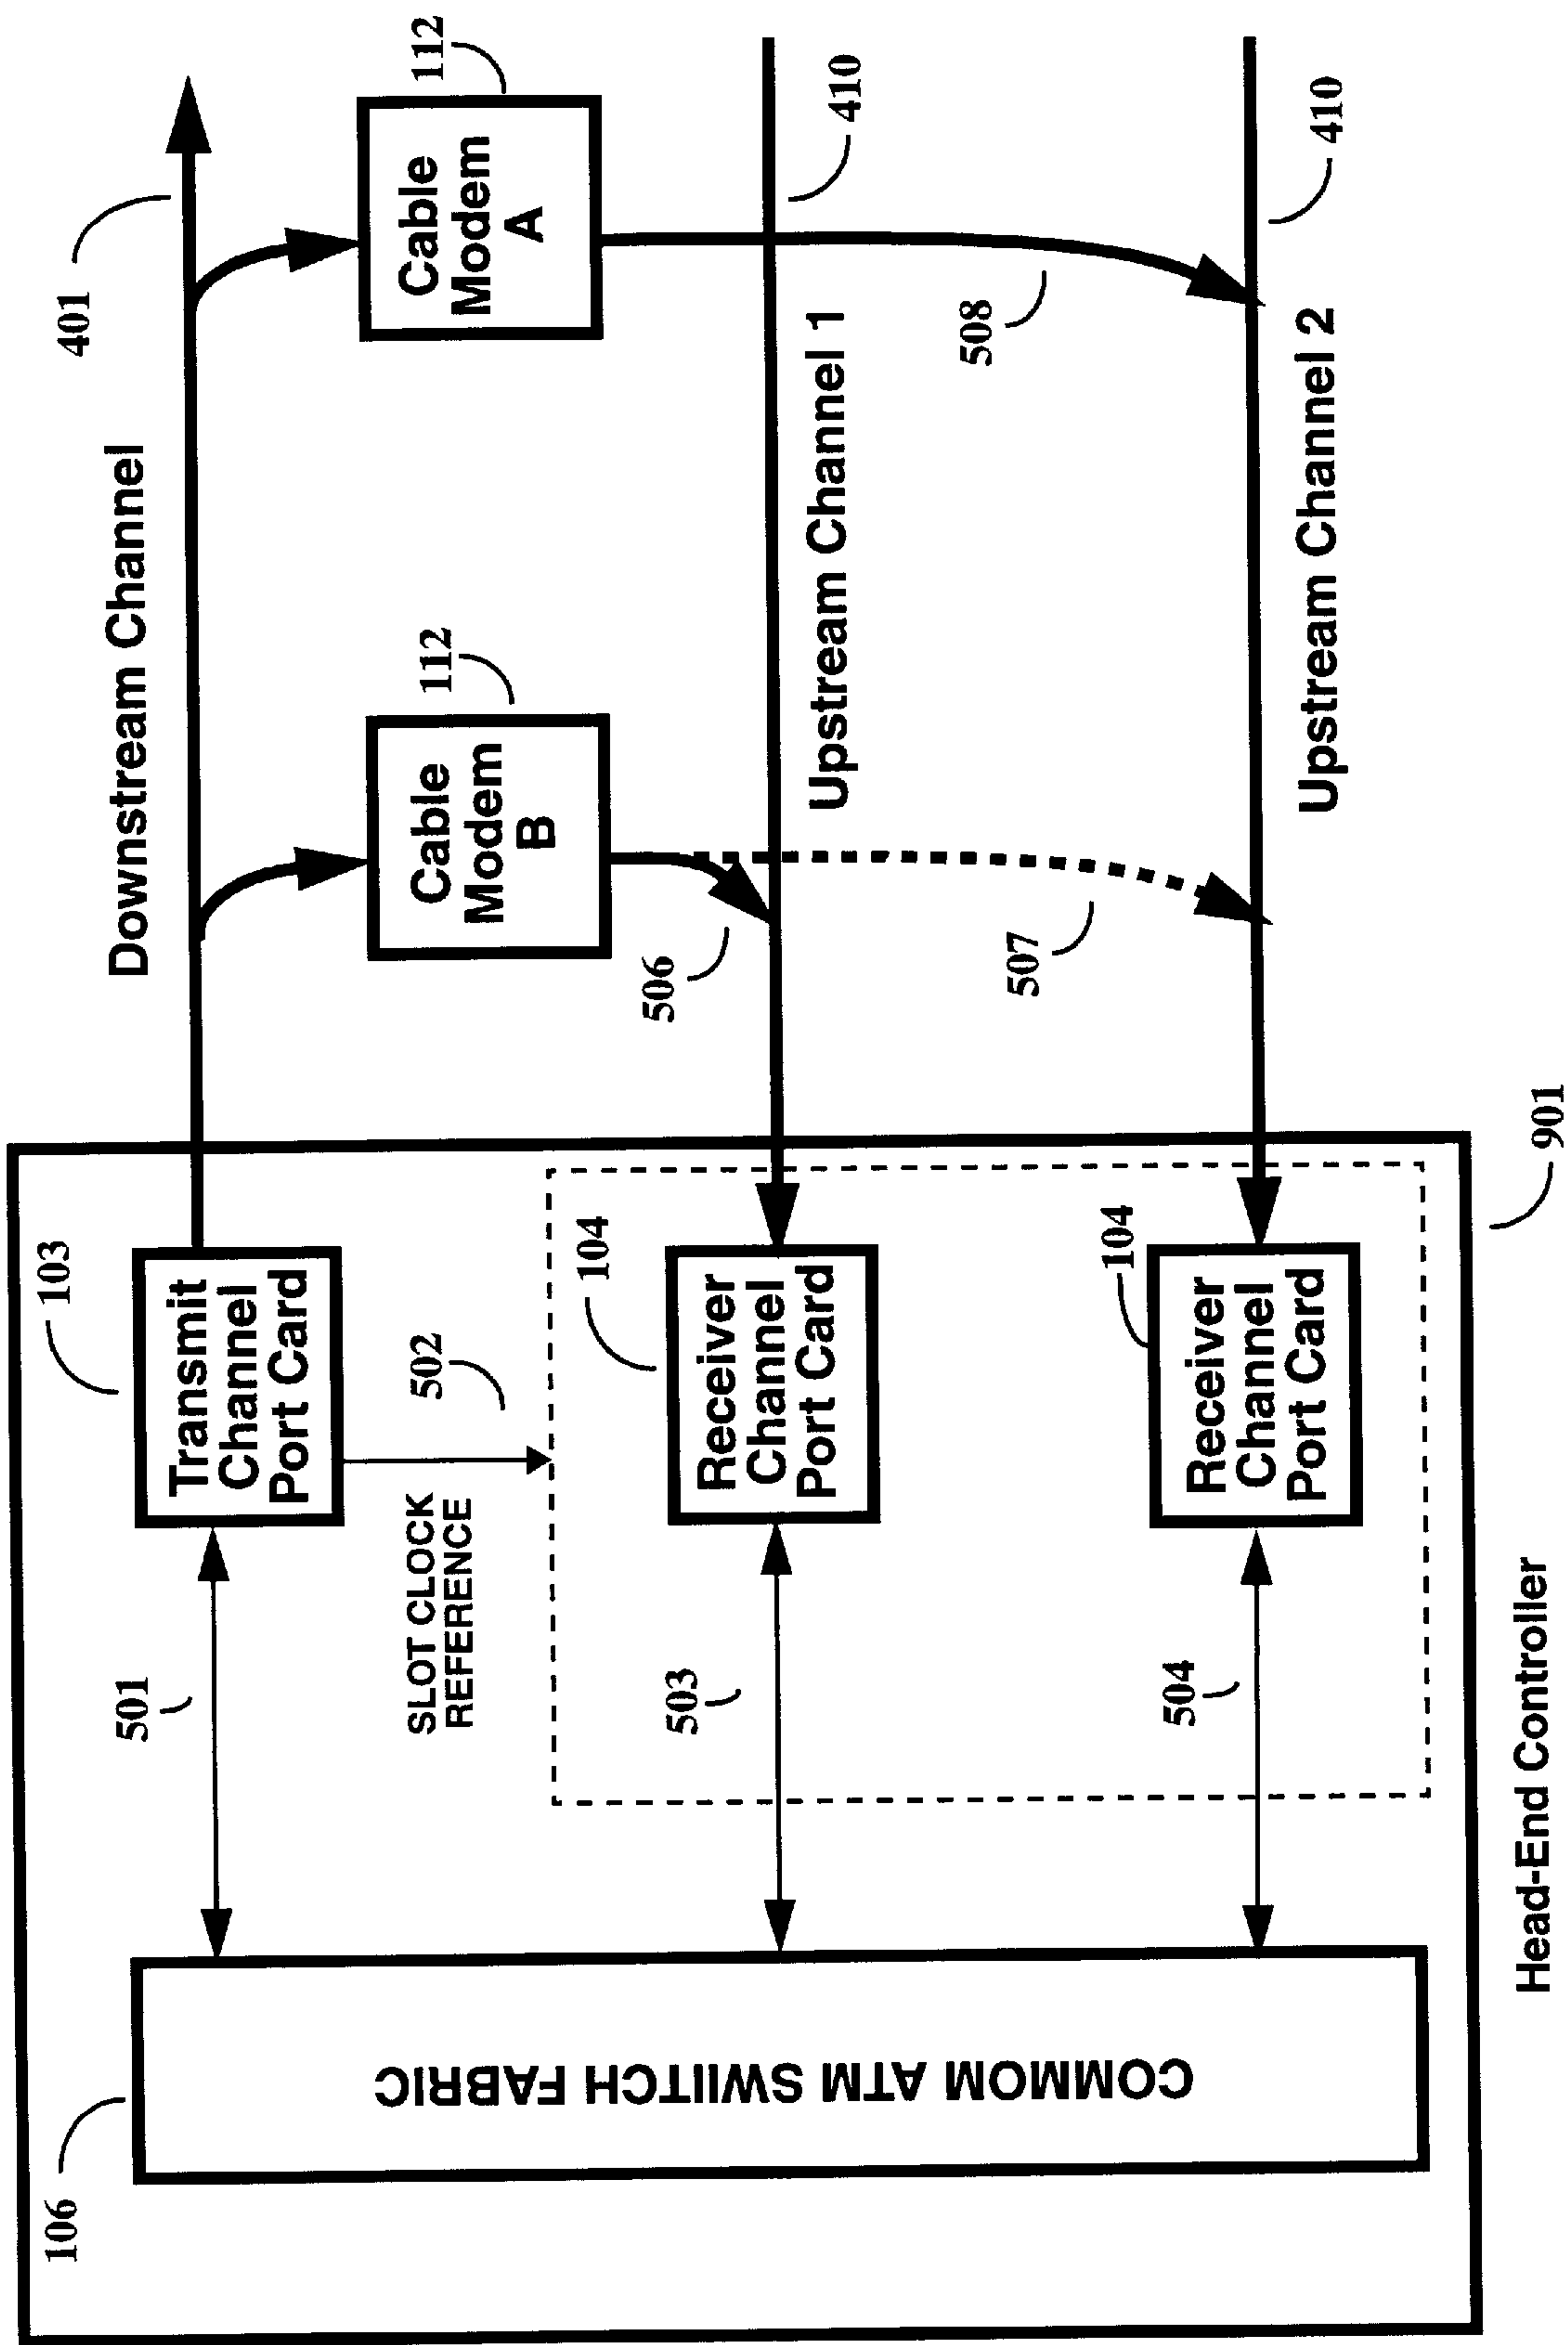 106
501
103
Transmit
Channel
Port Card
401
Downstream Channel
SLOT CLOCK
REFERENCE
502
112
Cable
Modem
B
112
Cable
Modem
A
COMMOM ATM SWIITCH FABRIC
503
104
Receiver
Channel
Port Card
506
Upstream Channel 1
410
507
508
504
104
Receiver
Channel
Port Card
Upstream Channel 2
410
Head-End Controller
901